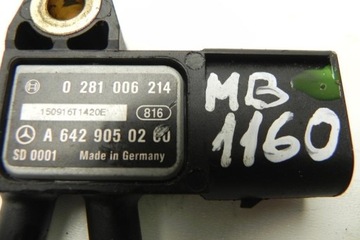 0 281 006 214
150916T1420E 816
A 642 905 02 00
SD 0001 Made in Germany
MB
1160